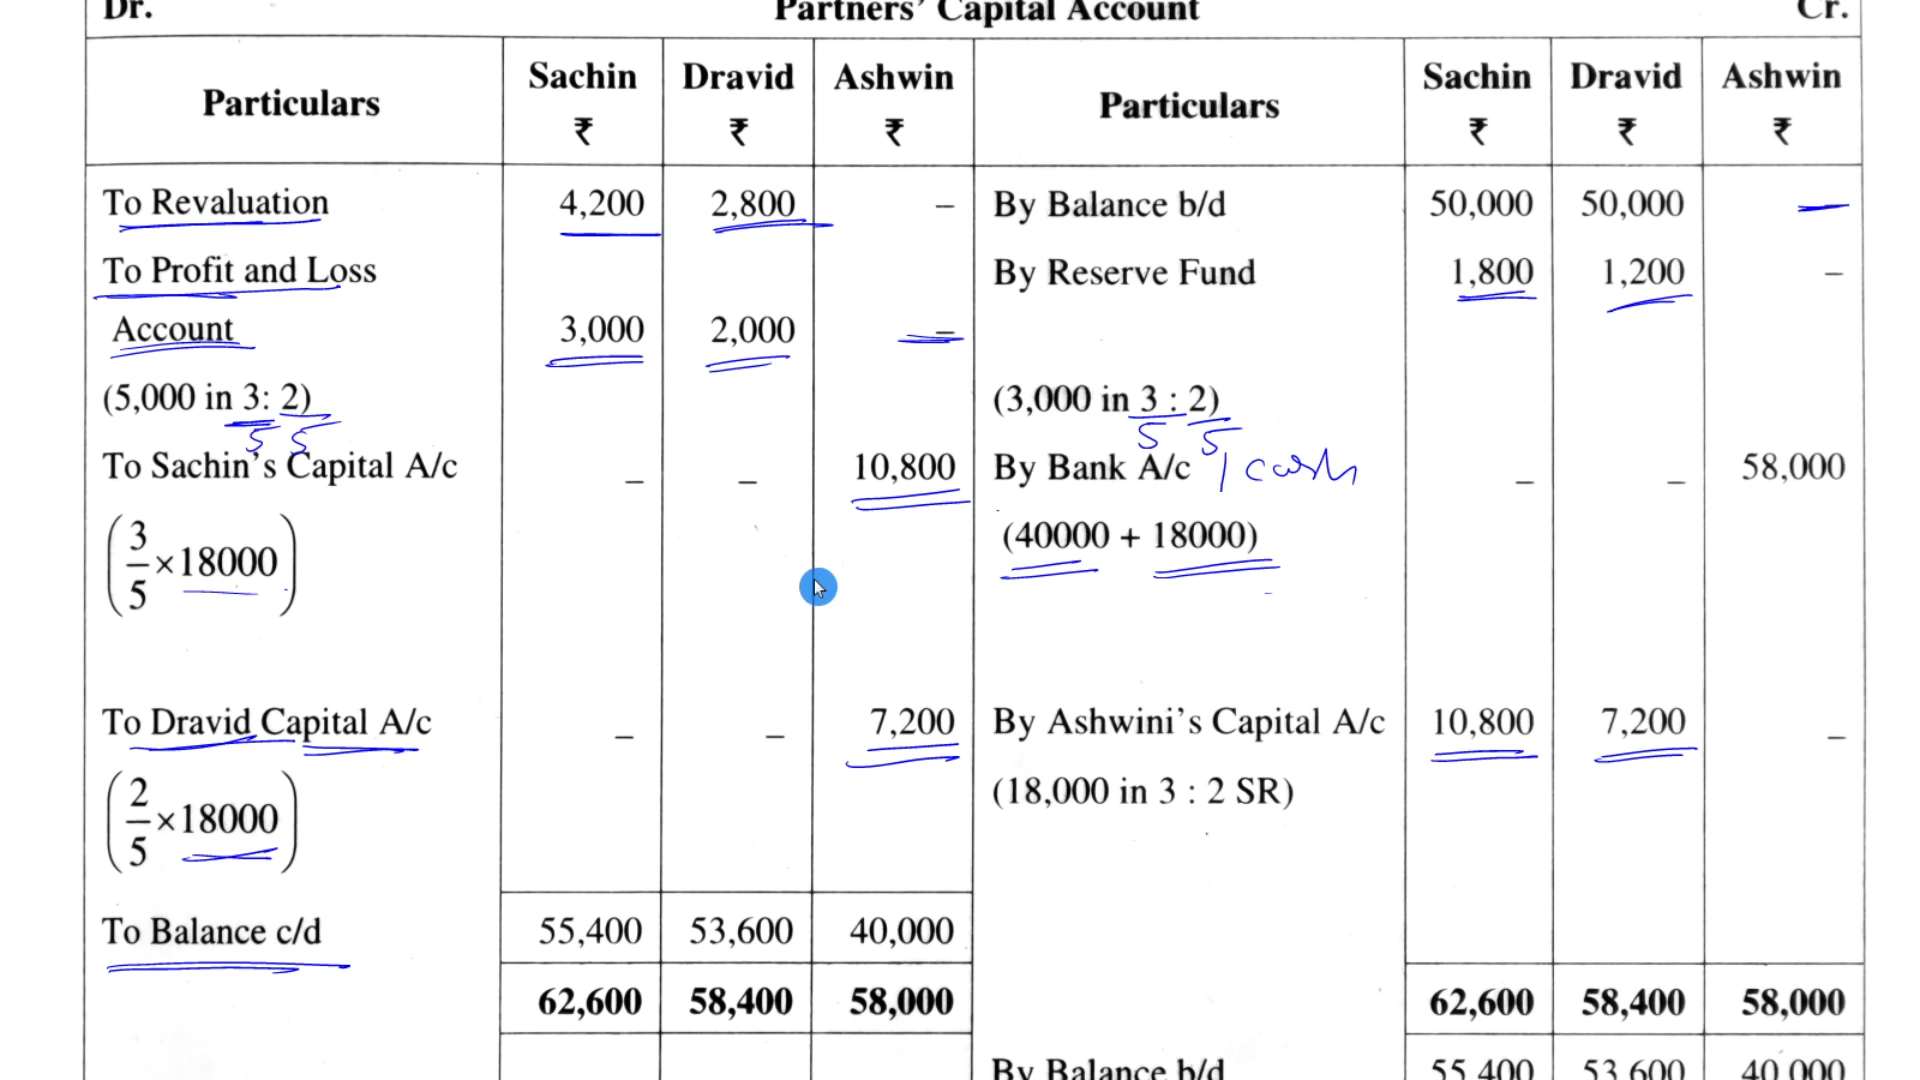 Dr. Partners' Capital Account Cr.
Particulars Sachin ₹ Dravid ₹ Ashwin ₹ Particulars Sachin ₹ Dravid ₹ Ashwin ₹
To Revaluation 4,200 2,800 – By Balance b/d 50,000 50,000 –
To Profit and Loss By Reserve Fund 1,800 1,200 –
Account 3,000 2,000 –
(5,000 in 3: 2) (3,000 in 3 : 2)
5 5 5 5
To Sachin's Capital A/c – – 10,800 By Bank A/c / cash – – 58,000
(3/5 ×18000) (40000 + 18000)
To Dravid Capital A/c – – 7,200 By Ashwini's Capital A/c 10,800 7,200 –
(2/5 ×18000) (18,000 in 3 : 2 SR)
To Balance c/d 55,400 53,600 40,000
62,600 58,400 58,000 62,600 58,400 58,000
By Balance b/d 55,400 53,600 40,000